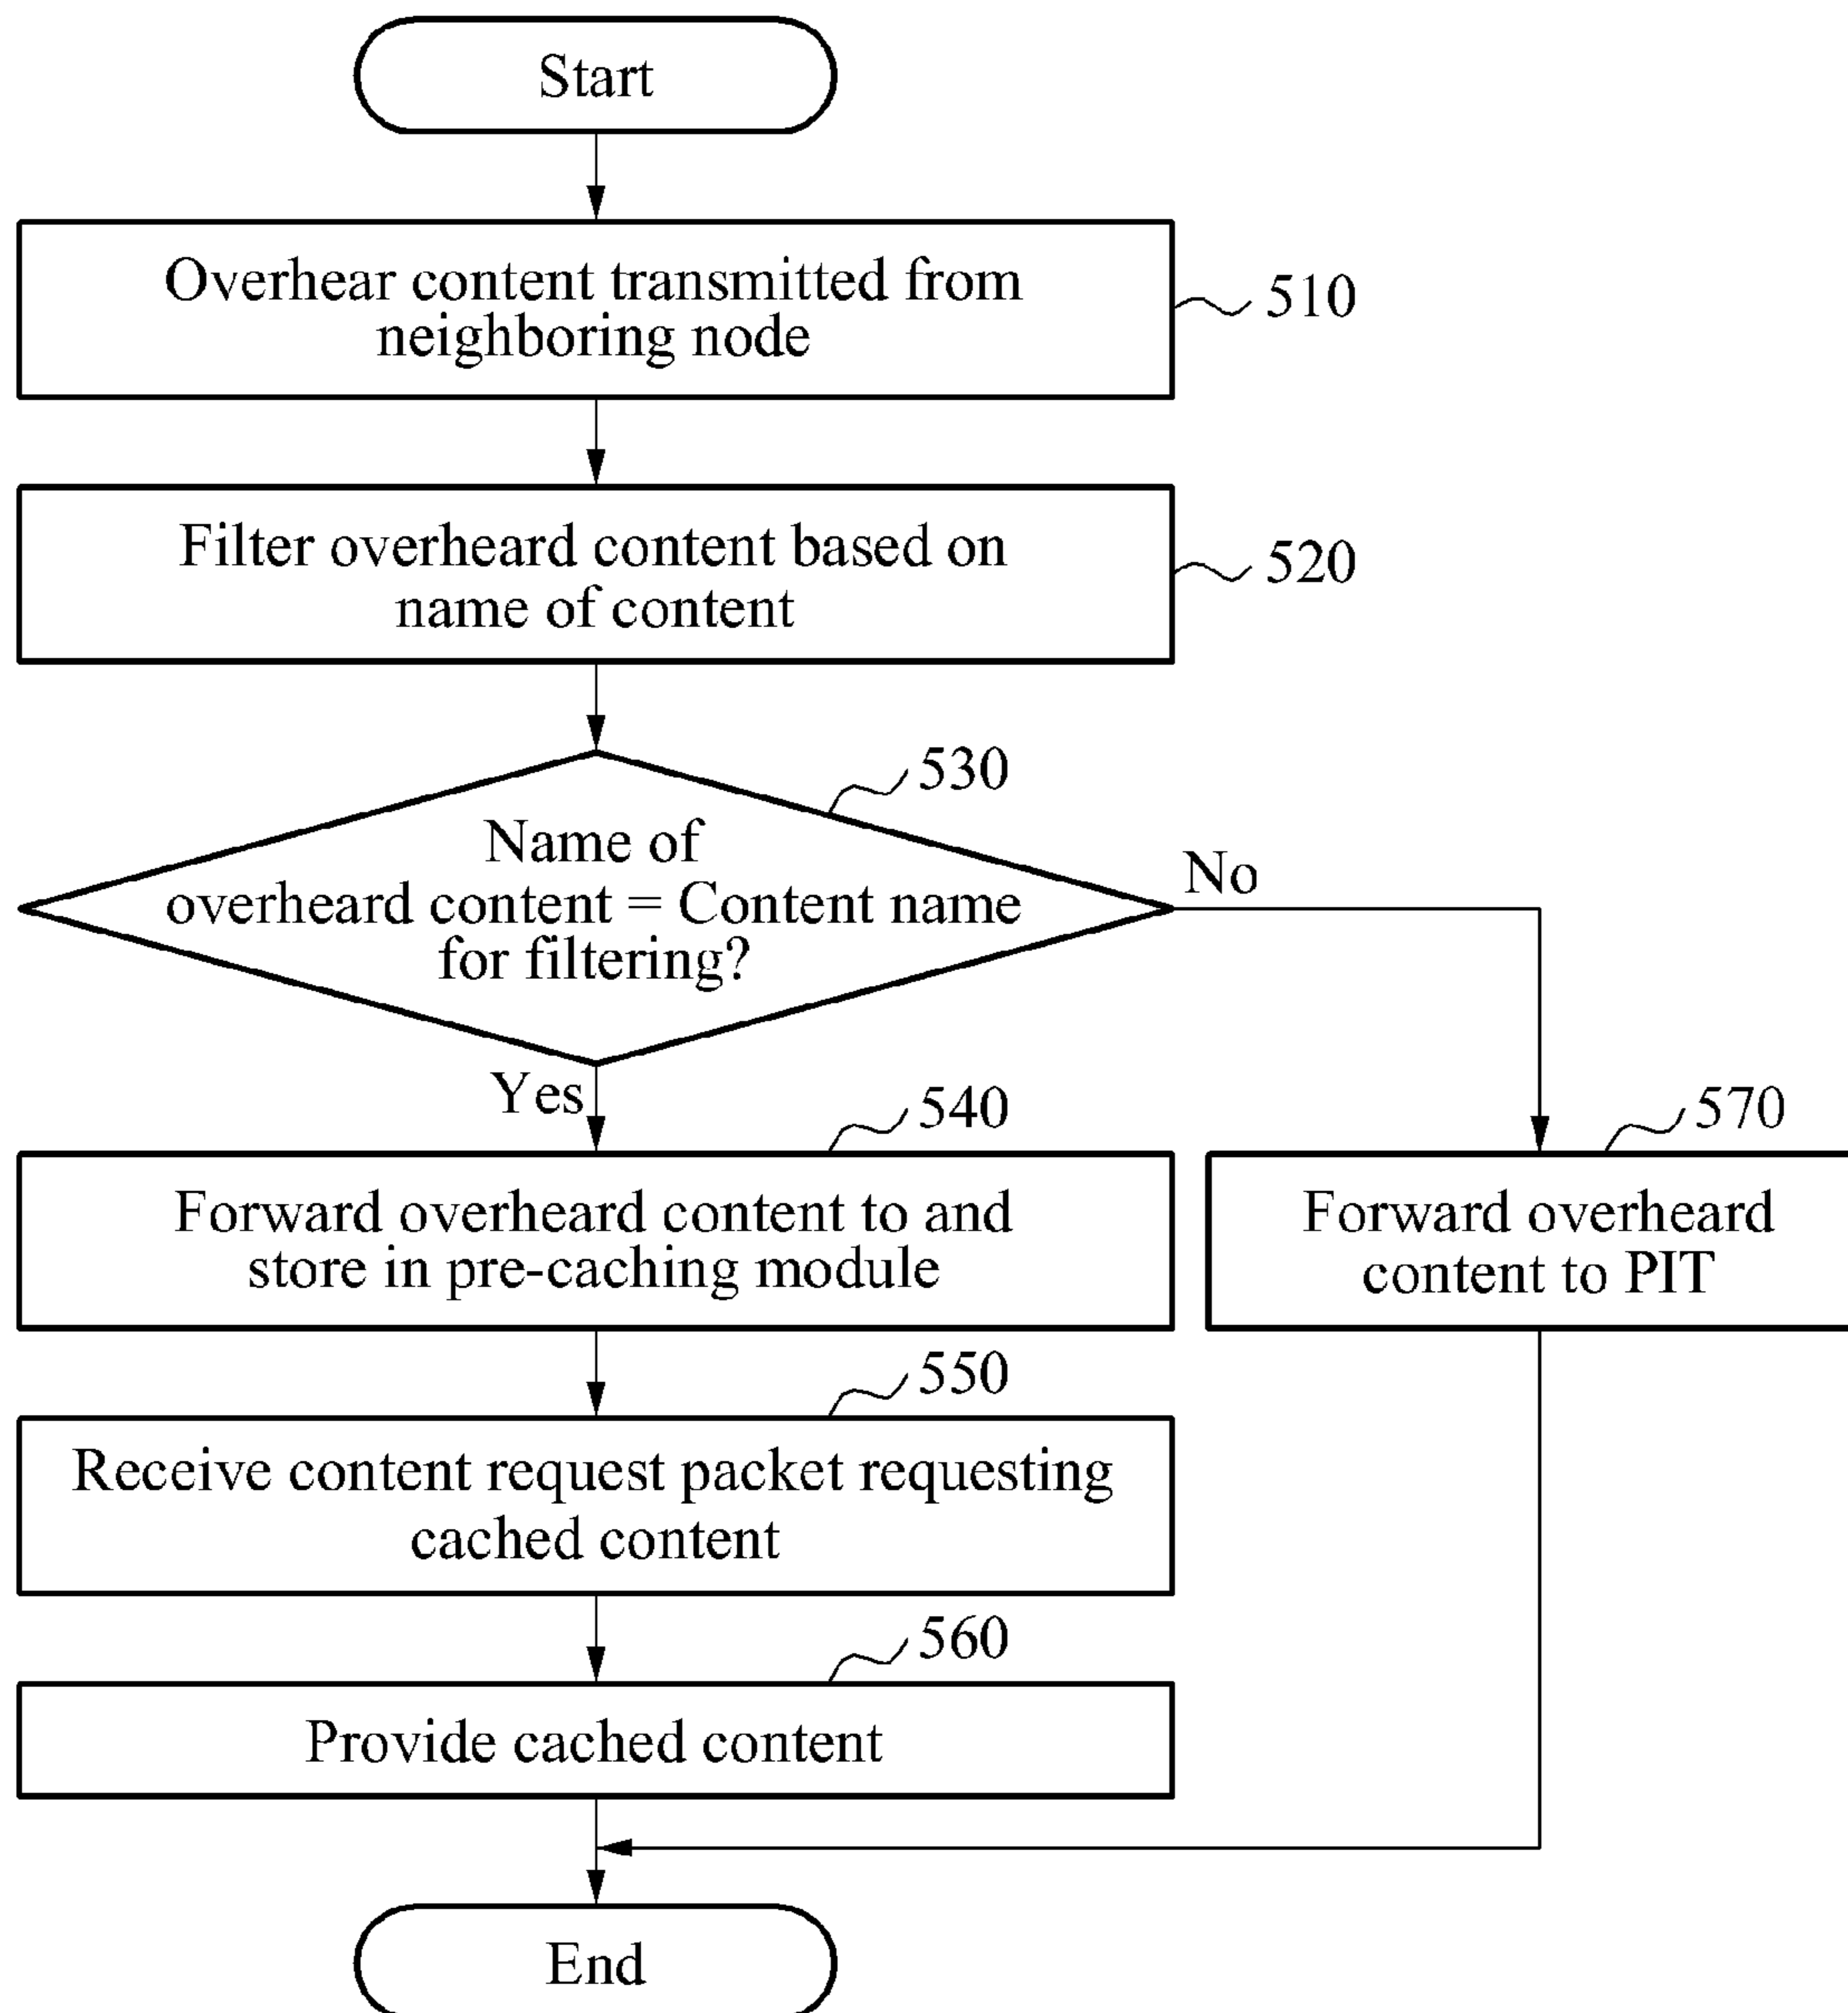 Start
Overhear content transmitted from
neighboring node
510
Filter overheard content based on
name of content
520
530
Name of
overheard content = Content name
for filtering?
No
Yes
540
Forward overheard content to and
store in pre-caching module
570
Forward overheard
content to PIT
550
Receive content request packet requesting
cached content
560
Provide cached content
End